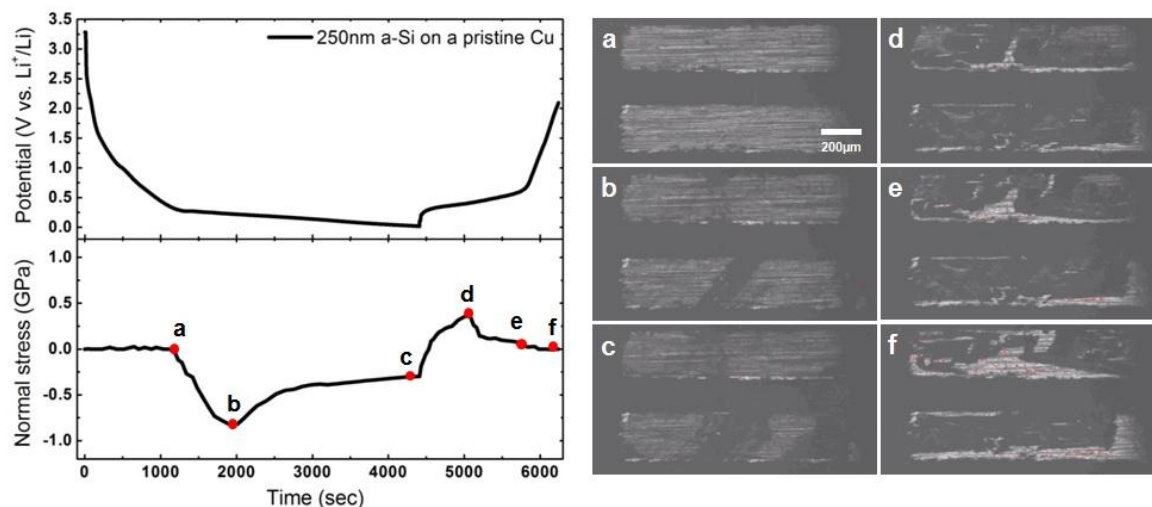 3.5
3.0
2.5
2.0
1.5
1.0
0.5
0.0
Potential (V vs. Li⁺/Li)
250nm a-Si on a pristine Cu
1.0
0.5
0.0
-0.5
-1.0
Normal stress (GPa)
a
b
c
d
e
f
0 1000 2000 3000 4000 5000 6000
Time (sec)
a
200µm
b
c
d
e
f